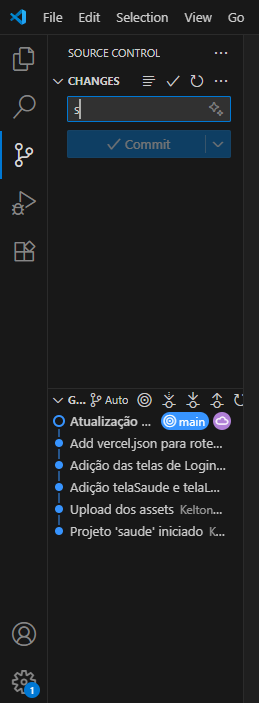 File Edit Selection View Go
SOURCE CONTROL
CHANGES
s
Commit
G... Auto
Atualização ... main
Add vercel.json para rote...
Adição das telas de Login...
Adição telaSaude e telaL...
Upload dos assets Kelton...
Projeto 'saude' iniciado K...
1